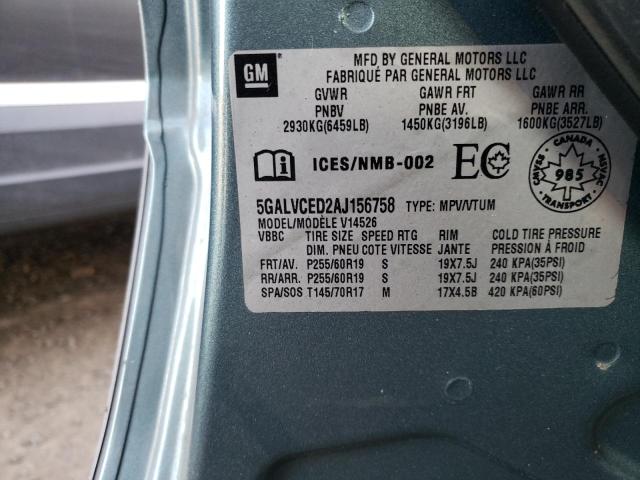 GM
MFD BY GENERAL MOTORS LLC
FABRIQUÉ PAR GENERAL MOTORS LLC
GVWR GAWR FRT GAWR RR
PNBV PNBE AV. PNBE ARR.
2930KG(6459LB) 1450KG(3196LB) 1600KG(3527LB)
i ICES/NMB-002 EC CANADA CMVSS NSVAC 985 TRANSPORT
5GALVCED2AJ156758 TYPE: MPV/VTUM
MODEL/MODÈLE V14526
VBBC TIRE SIZE SPEED RTG RIM COLD TIRE PRESSURE
DIM. PNEU COTE VITESSE JANTE PRESSION À FROID
FRT/AV. P255/60R19 S 19X7.5J 240 KPA(35PSI)
RR/ARR. P255/60R19 S 19X7.5J 240 KPA(35PSI)
SPA/SOS T145/70R17 M 17X4.5B 420 KPA(60PSI)